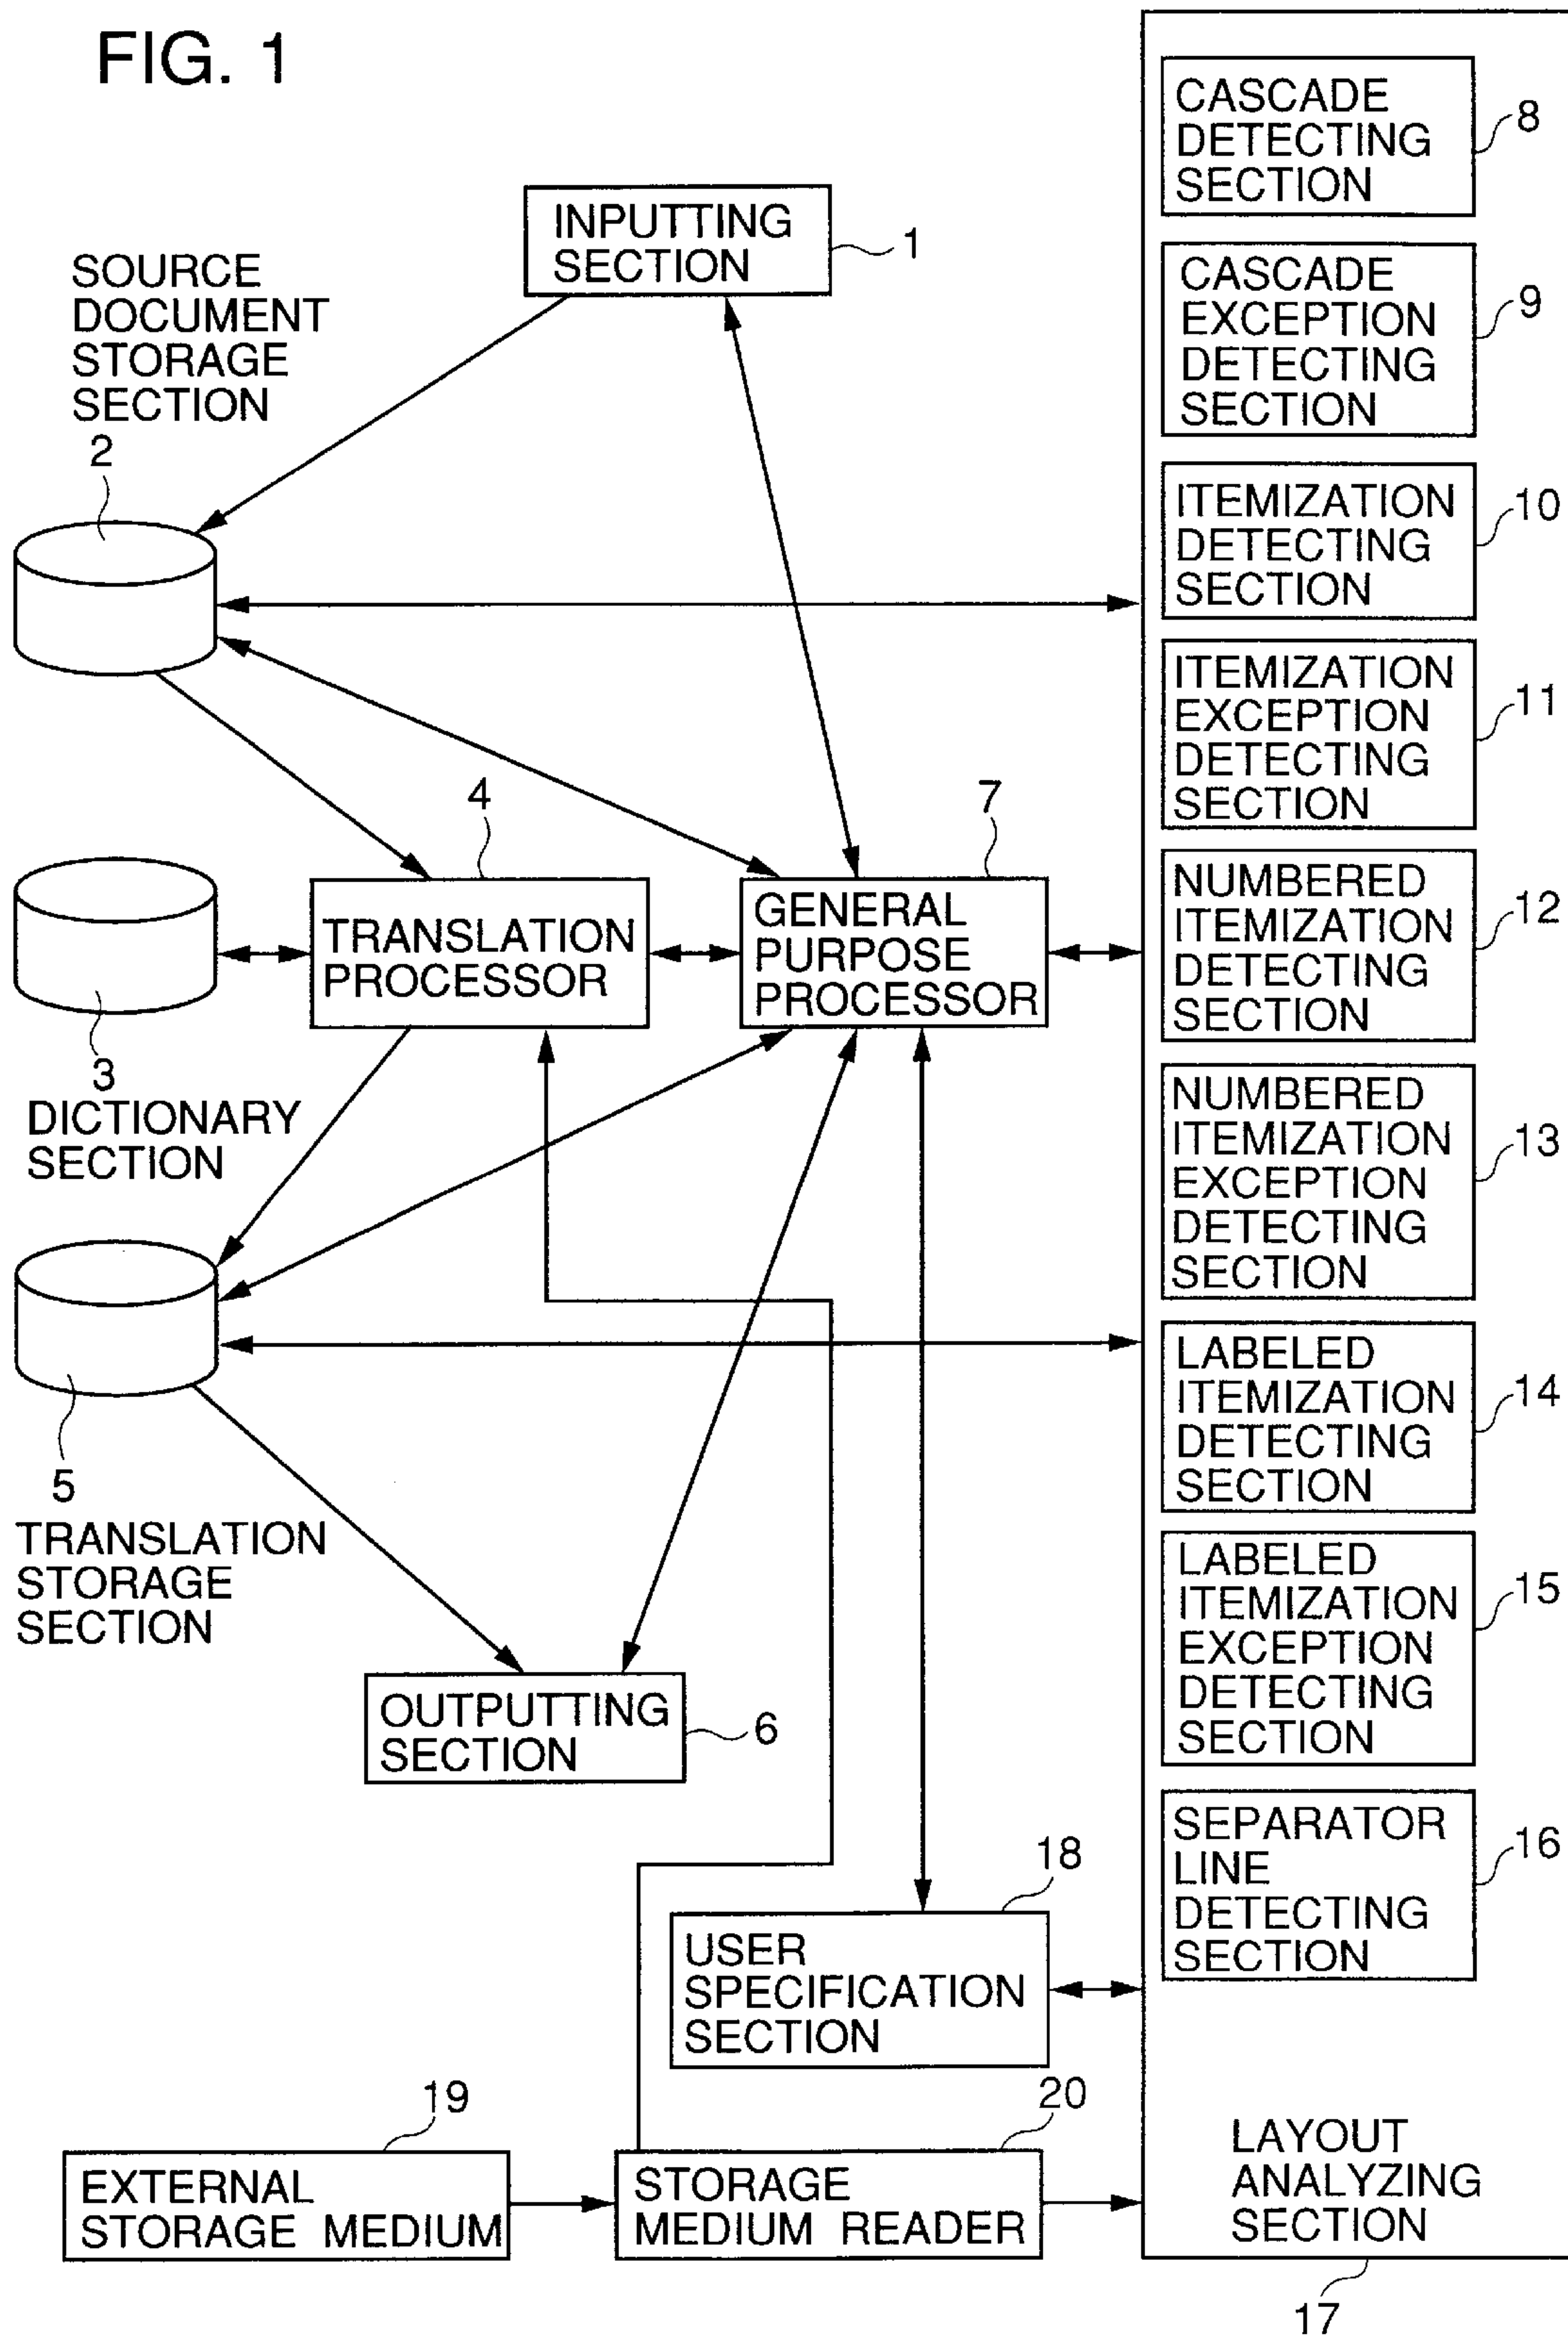 FIG. 1
INPUTTING
SECTION
1
SOURCE
DOCUMENT
STORAGE
SECTION
2
4
TRANSLATION
PROCESSOR
7
GENERAL
PURPOSE
PROCESSOR
3
DICTIONARY
SECTION
5
TRANSLATION
STORAGE
SECTION
OUTPUTTING
SECTION
6
18
USER
SPECIFICATION
SECTION
19
EXTERNAL
STORAGE MEDIUM
20
STORAGE
MEDIUM READER
CASCADE
DETECTING
SECTION
8
CASCADE
EXCEPTION
DETECTING
SECTION
9
ITEMIZATION
DETECTING
SECTION
10
ITEMIZATION
EXCEPTION
DETECTING
SECTION
11
NUMBERED
ITEMIZATION
DETECTING
SECTION
12
NUMBERED
ITEMIZATION
EXCEPTION
DETECTING
SECTION
13
LABELED
ITEMIZATION
DETECTING
SECTION
14
LABELED
ITEMIZATION
EXCEPTION
DETECTING
SECTION
15
SEPARATOR
LINE
DETECTING
SECTION
16
LAYOUT
ANALYZING
SECTION
17